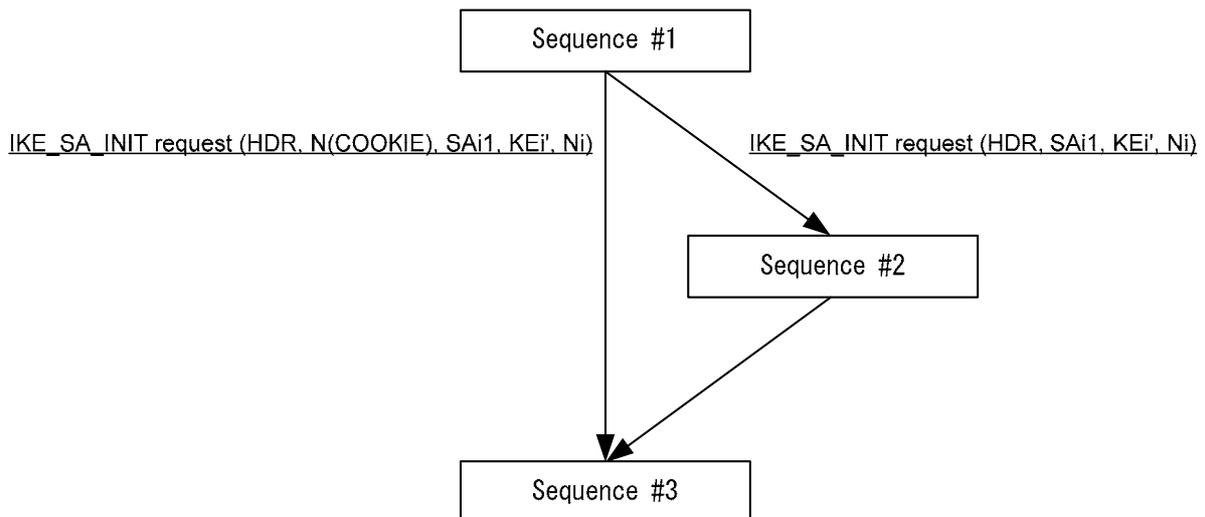 Sequence #1
IKE_SA_INIT request (HDR, N(COOKIE), SAi1, KEi', Ni)
IKE_SA_INIT request (HDR, SAi1, KEi', Ni)
Sequence #2
Sequence #3